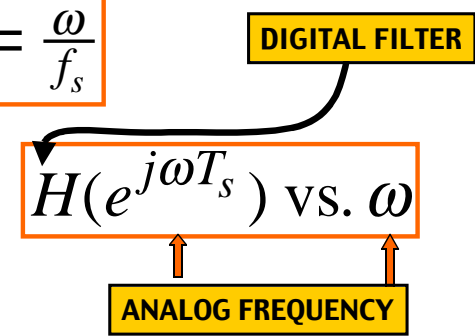 = ω/f_s
DIGITAL FILTER
H(e^{jωT_s}) vs. ω
ANALOG FREQUENCY